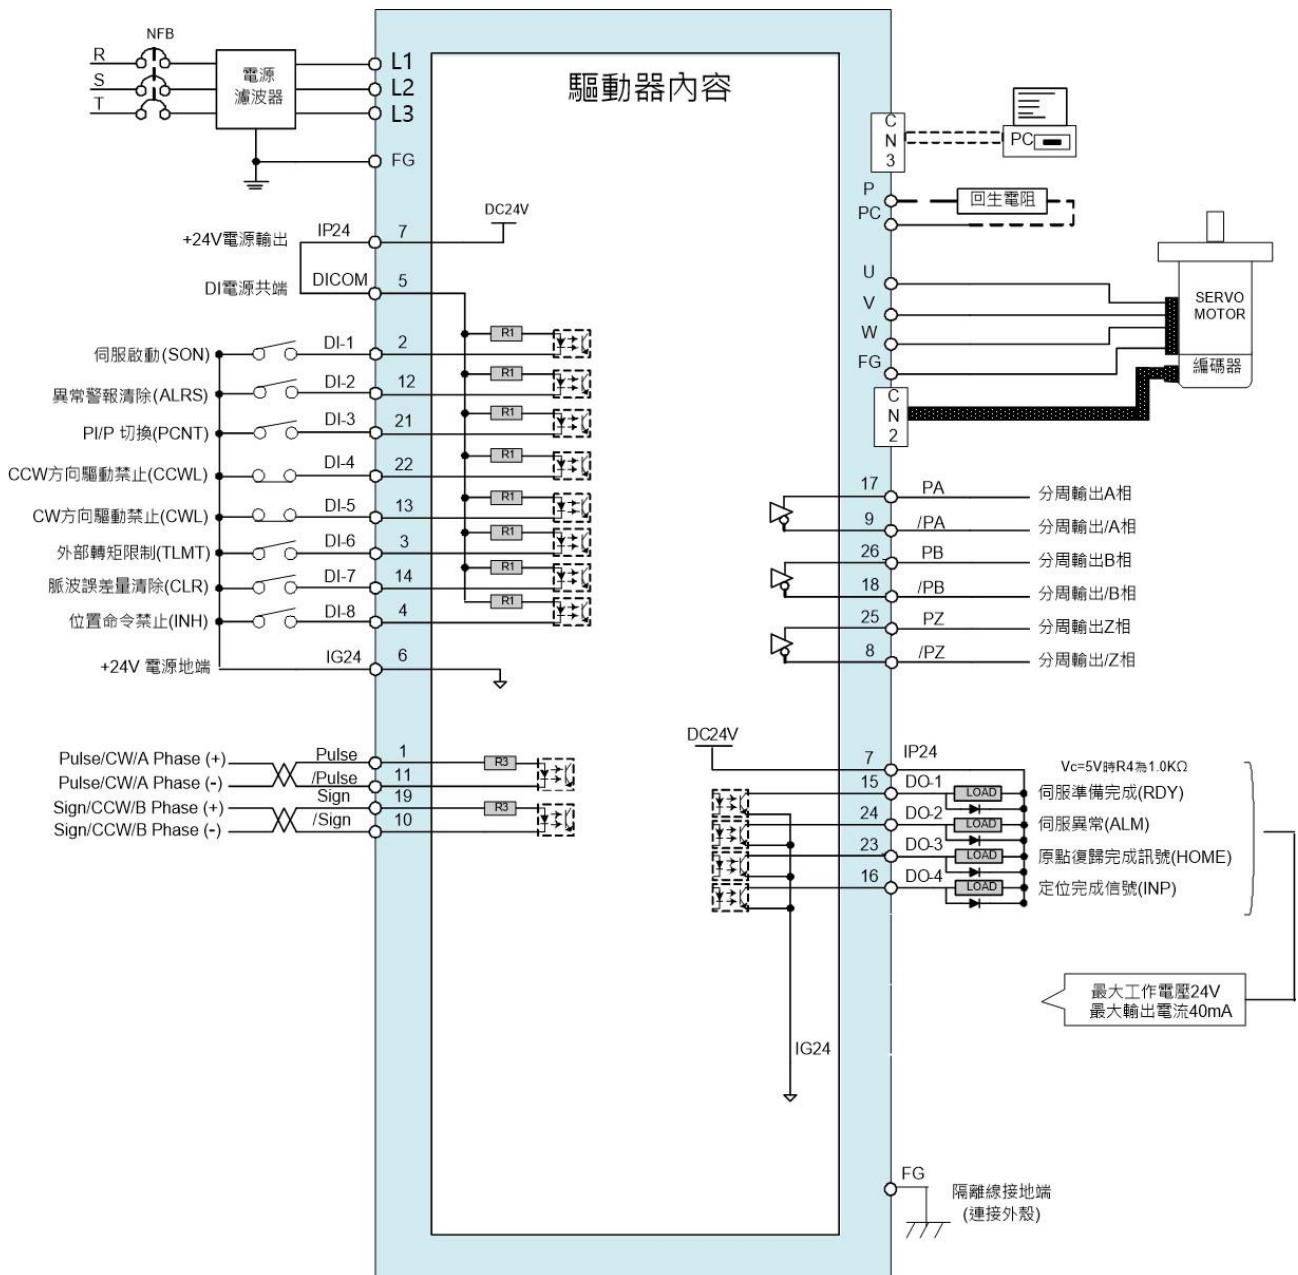 NFB
R
S
T
電源
濾波器
L1
L2
L3
FG
驅動器內容
CN3
PC
P
PC
回生電阻
+24V電源輸出
IP24
7
DC24V
DI電源共端
DICOM
5
U
V
W
FG
SERVO
MOTOR
編碼器
CN2
R1
伺服啟動(SON)
DI-1
2
R1
異常警報清除(ALRS)
DI-2
12
R1
PI/P 切換(PCNT)
DI-3
21
R1
CCW方向驅動禁止(CCWL)
DI-4
22
R1
CW方向驅動禁止(CWL)
DI-5
13
R1
外部轉矩限制(TLMT)
DI-6
3
R1
脈波誤差量清除(CLR)
DI-7
14
R1
位置命令禁止(INH)
DI-8
4
+24V 電源地端
IG24
6
17
PA
分周輸出A相
9
/PA
分周輸出/A相
26
PB
分周輸出B相
18
/PB
分周輸出/B相
25
PZ
分周輸出Z相
8
/PZ
分周輸出/Z相
Pulse/CW/A Phase (+)
Pulse
1
R3
Pulse/CW/A Phase (-)
/Pulse
11
Sign/CCW/B Phase (+)
Sign
19
R3
Sign/CCW/B Phase (-)
/Sign
10
DC24V
7
IP24
Vc=5V時R4為1.0KΩ
15
DO-1
LOAD
伺服準備完成(RDY)
24
DO-2
LOAD
伺服異常(ALM)
23
DO-3
LOAD
原點復歸完成訊號(HOME)
16
DO-4
LOAD
定位完成信號(INP)
最大工作電壓24V
最大輸出電流40mA
IG24
FG
隔離線接地端
(連接外殼)